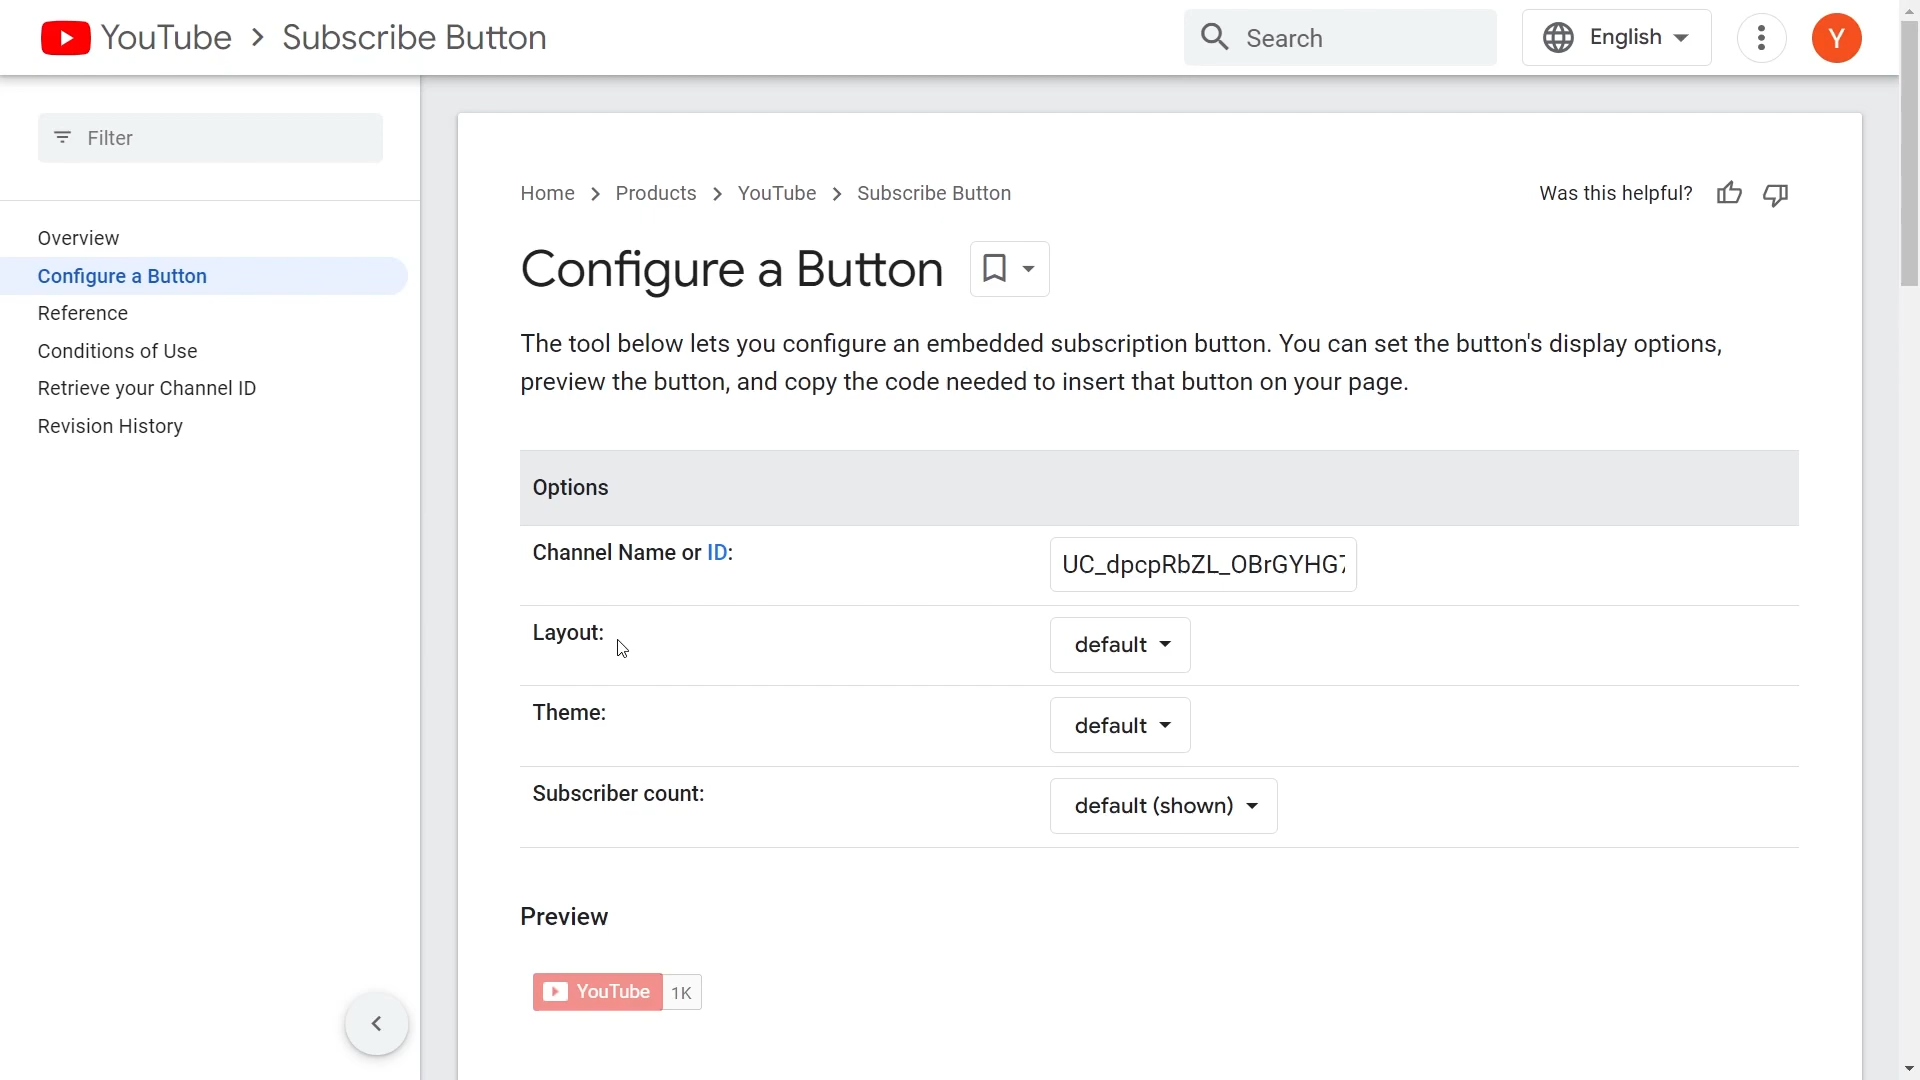 YouTube > Subscribe Button
Search
English
Y
Filter
Overview
Configure a Button
Reference
Conditions of Use
Retrieve your Channel ID
Revision History
Home > Products > YouTube > Subscribe Button
Was this helpful?
Configure a Button
The tool below lets you configure an embedded subscription button. You can set the button's display options,
preview the button, and copy the code needed to insert that button on your page.
Options
Channel Name or ID: UC_dpcpRbZL_OBrGYHG
Layout: default
Theme: default
Subscriber count: default (shown)
Preview
YouTube 1K